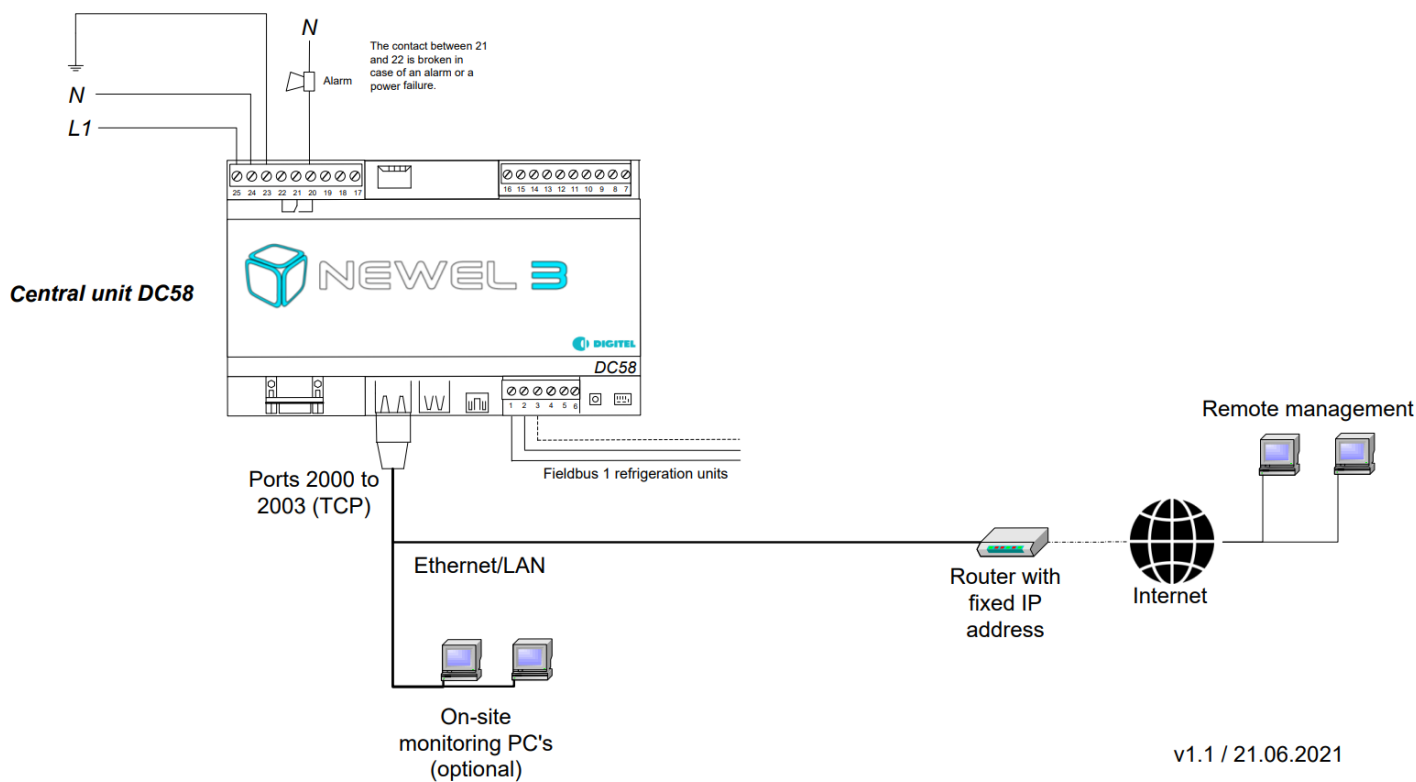 N
The contact between 21
and 22 is broken in
case of an alarm or a
power failure.
Alarm
N
L1
25 24 23 22 21 20 19 18 17
16 15 14 13 12 11 10 9 8 7
NEWEL 3
Central unit DC58
DIGITEL
DC58
1 2 3 4 5 6
Fieldbus 1 refrigeration units
Ports 2000 to
2003 (TCP)
Remote management
Ethernet/LAN
Router with
fixed IP
address
Internet
On-site
monitoring PC's
(optional)
v1.1 / 21.06.2021